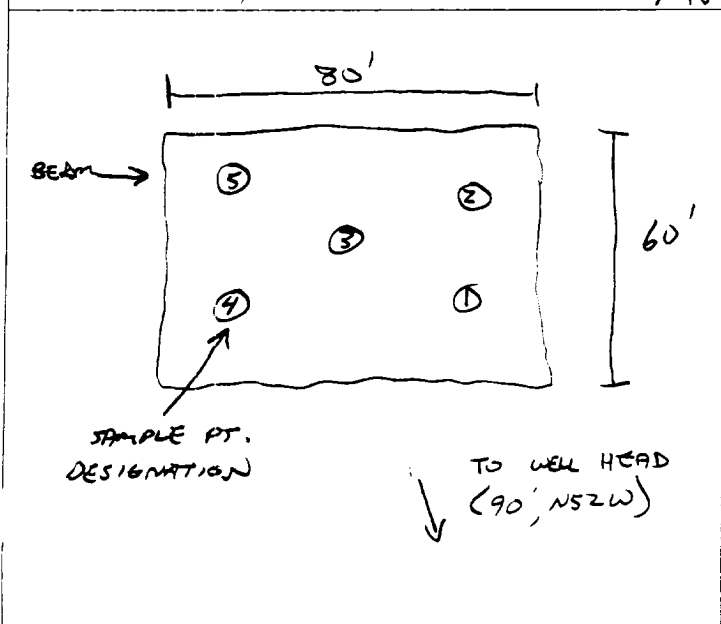 80'
BERM
5
2
3
60'
4
1
SAMPLE PT.
DESIGNATION
TO WELL HEAD
(90', N52W)